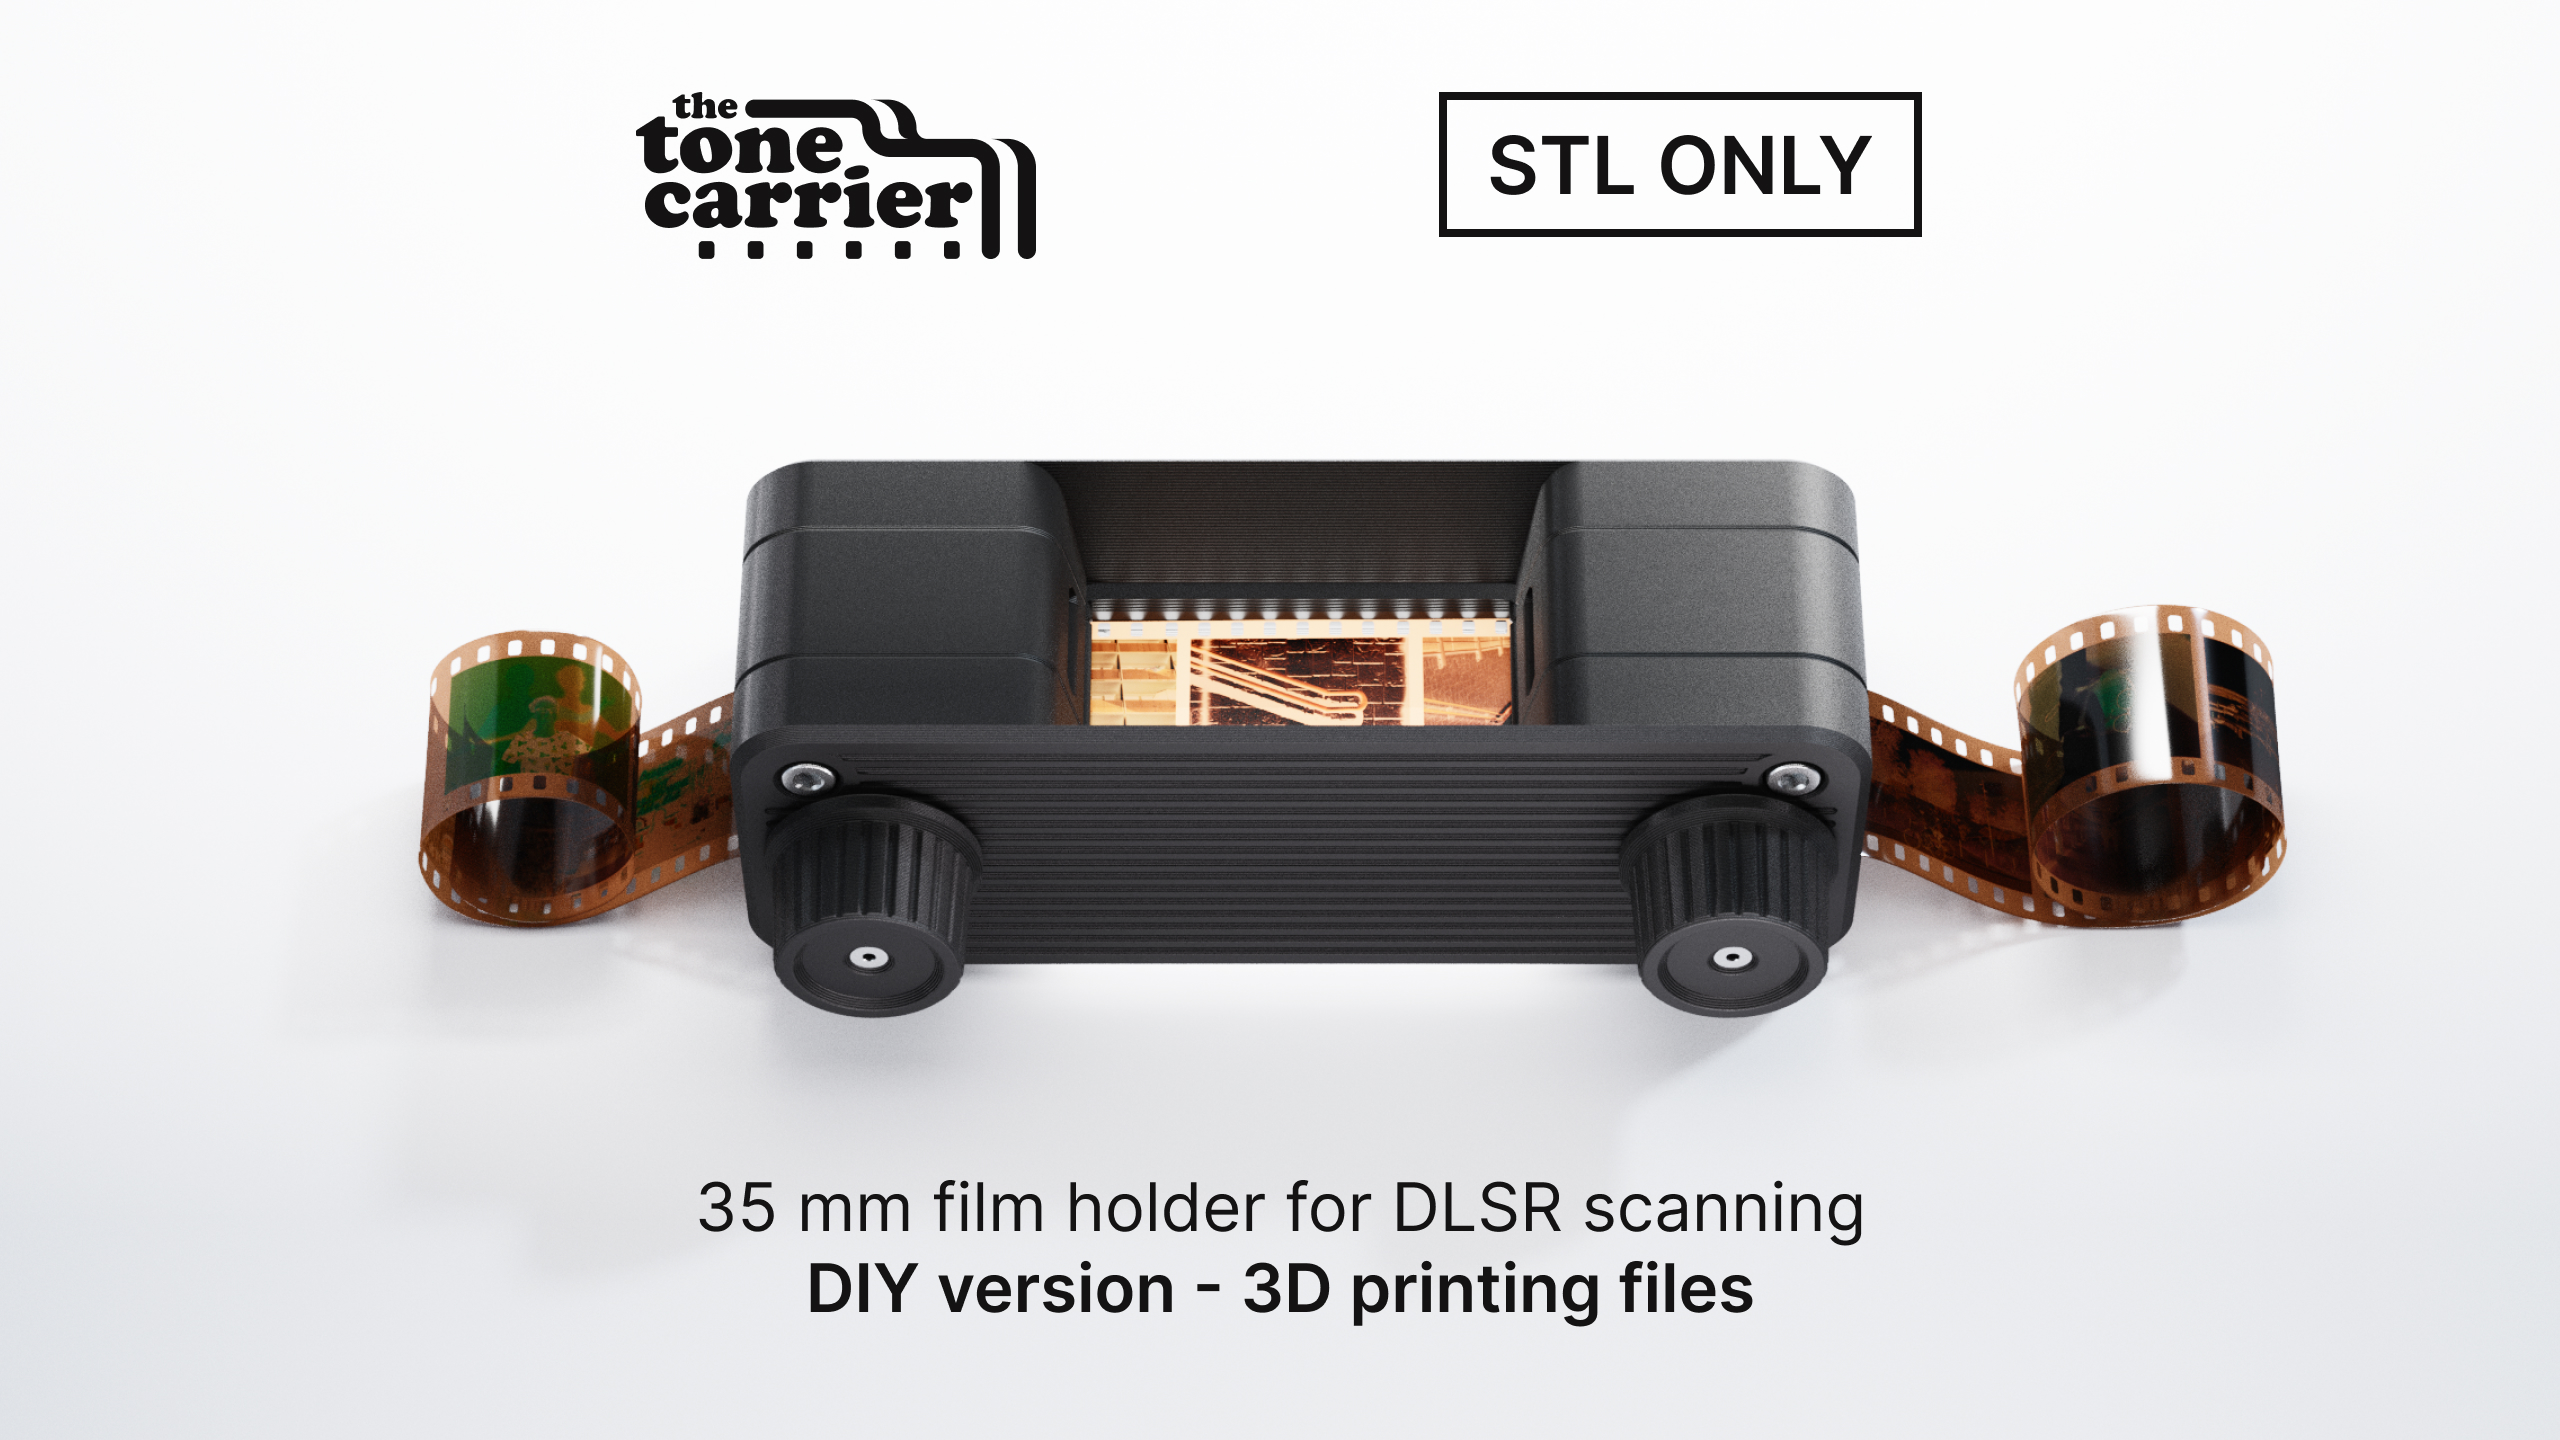 the
tone
carrier
STL ONLY
35 mm film holder for DLSR scanning
DIY version - 3D printing files